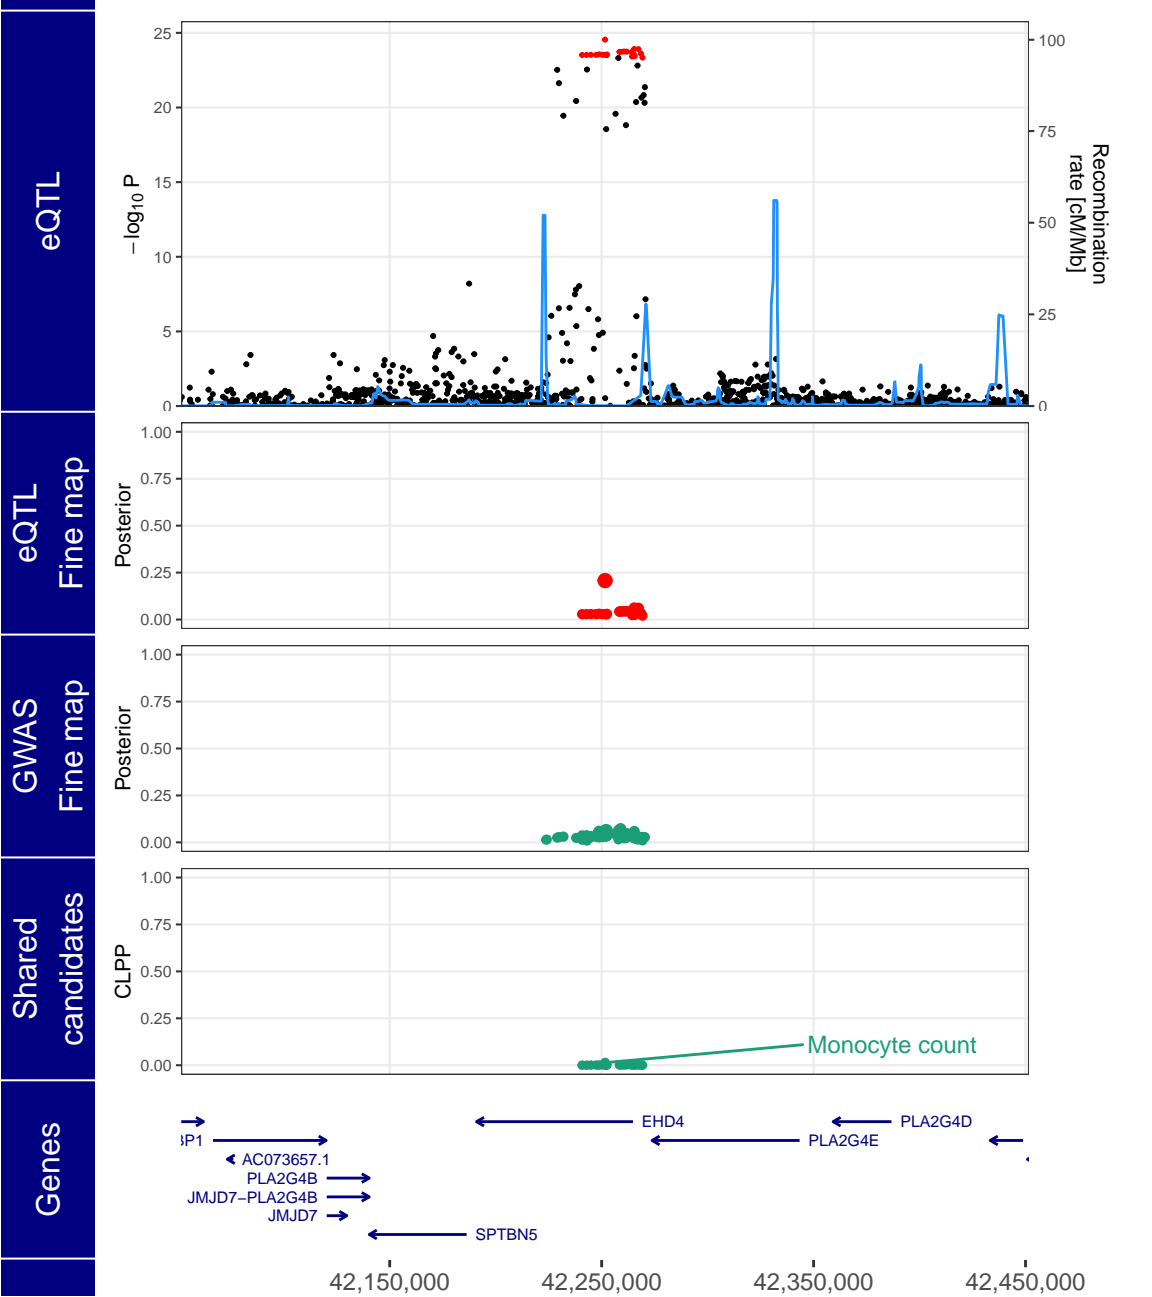 eQTL
25
20
15
10
5
0
−log10 P
100
75
50
25
0
Recombination
rate [cM/Mb]
eQTL
Fine map
Posterior
1.00
0.75
0.50
0.25
0.00
GWAS
Fine map
Posterior
1.00
0.75
0.50
0.25
0.00
Shared
candidates
CLPP
1.00
0.75
0.50
0.25
0.00
Monocyte count
Genes
EHD4
PLA2G4D
BP1
PLA2G4E
AC073657.1
PLA2G4B
JMJD7−PLA2G4B
JMJD7
SPTBN5
42,150,000
42,250,000
42,350,000
42,450,000